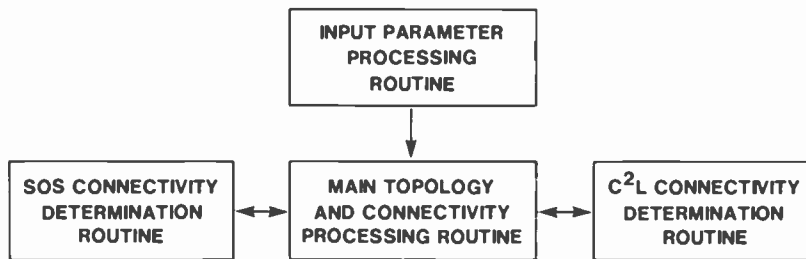 INPUT PARAMETER
PROCESSING
ROUTINE
SOS CONNECTIVITY
DETERMINATION
ROUTINE
MAIN TOPOLOGY
AND CONNECTIVITY
PROCESSING ROUTINE
C²L CONNECTIVITY
DETERMINATION
ROUTINE